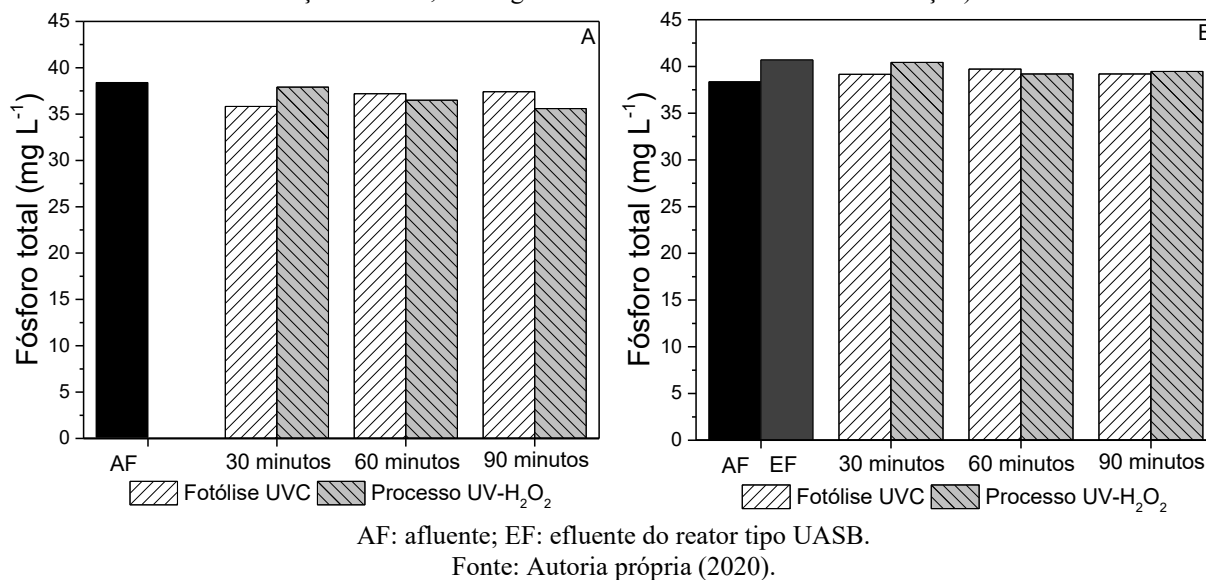 45
40
35
30
25
20
15
10
5
0
Fósforo total (mg L⁻¹)
A
AF
30 minutos 60 minutos 90 minutos
Fotólise UVC Processo UV-H₂O₂
45
40
35
30
25
20
15
10
5
0
Fósforo total (mg L⁻¹)
AF EF 30 minutos 60 minutos 90 minutos
Fotólise UVC Processo UV-H₂O₂
AF: afluente; EF: efluente do reator tipo UASB.
Fonte: Autoria própria (2020).